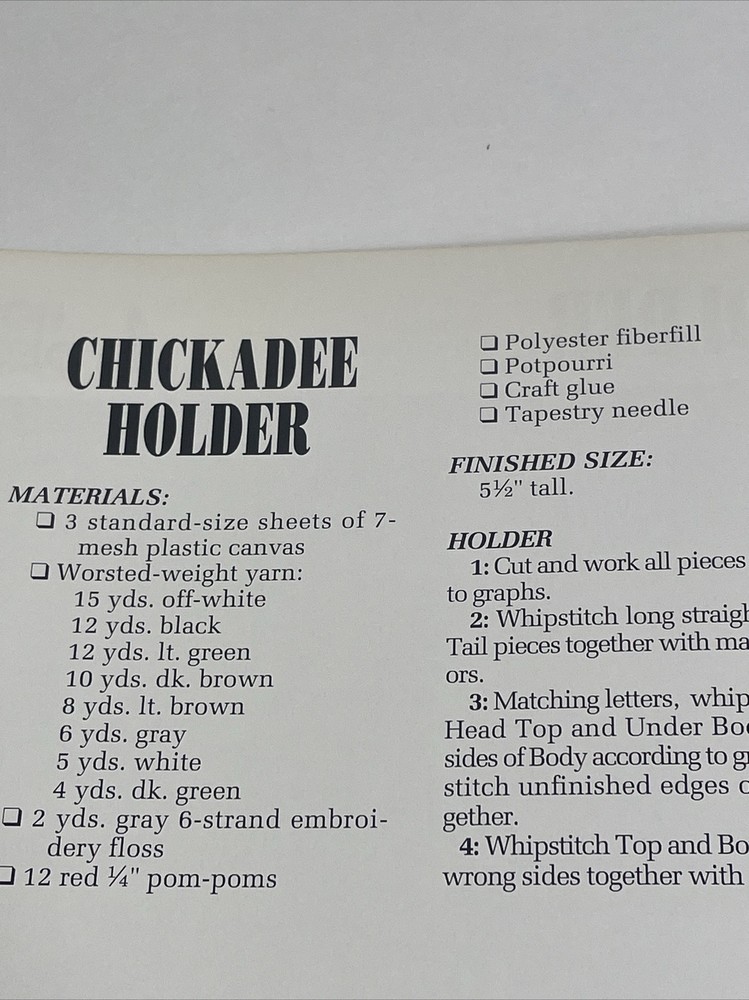 CHICKADEE
HOLDER
MATERIALS:
❑ 3 standard-size sheets of 7-
mesh plastic canvas
❑ Worsted-weight yarn:
15 yds. off-white
12 yds. black
12 yds. lt. green
10 yds. dk. brown
8 yds. lt. brown
6 yds. gray
5 yds. white
4 yds. dk. green
❑ 2 yds. gray 6-strand embroi-
dery floss
❑ 12 red ¼" pom-poms
❑ Polyester fiberfill
❑ Potpourri
❑ Craft glue
❑ Tapestry needle
FINISHED SIZE:
5½" tall.
HOLDER
1: Cut and work all pieces
to graphs.
2: Whipstitch long
Tail pieces together with
ors.
3: Matching letters,
Head Top and Under
sides of Body according to
stitch unfinished edges
gether.
4: Whipstitch Top and
wrong sides together with